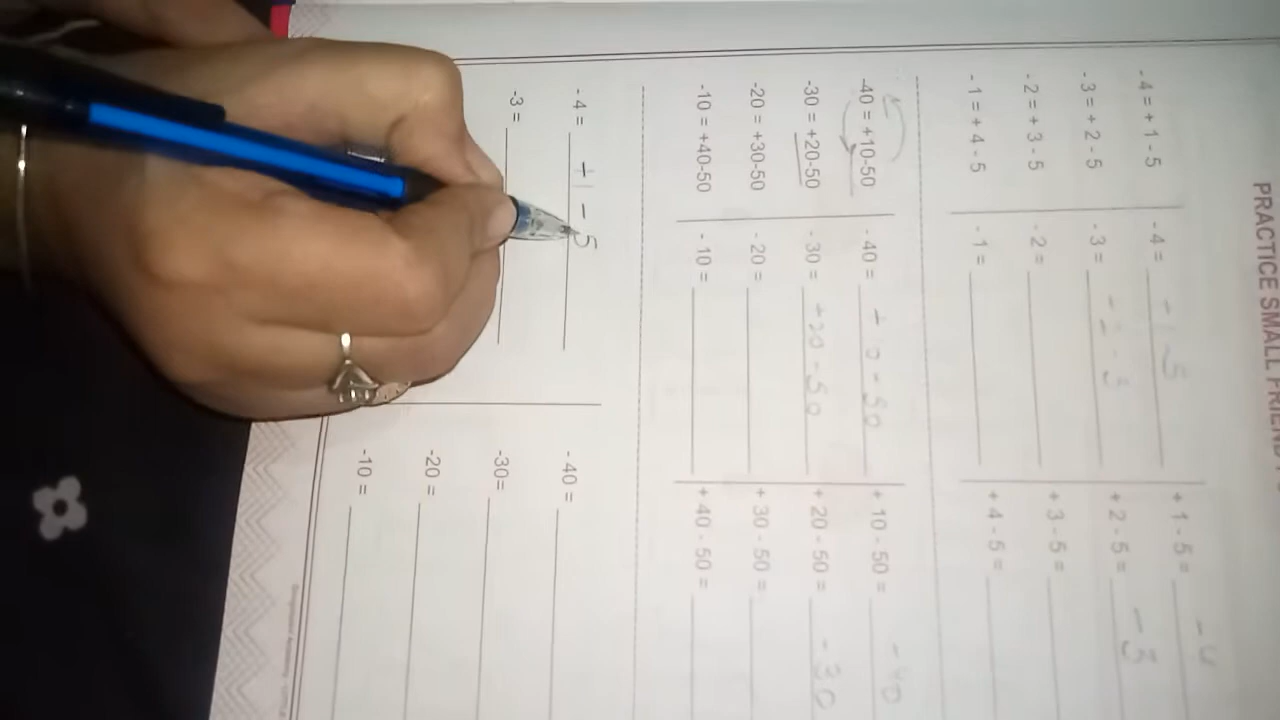 PRACTICE SMALL FRIEND
- 4 = + 1 - 5
- 4 = + 1 - 5
+ 1 - 5 = - 4
- 3 = + 2 - 5
- 3 =
+ 2 - 5 = - 3
- 2 = + 3 - 5
- 2 =
+ 3 - 5 =
- 1 = + 4 - 5
- 1 =
+ 4 - 5 =
-40 = +10-50
- 40 = + 10 - 50
+ 10 - 50 = - 40
-30 = +20-50
- 30 = +20 - 50
+ 20 - 50 = - 30
-20 = +30-50
- 20 =
+ 30 - 50 =
-10 = +40-50
- 10 =
+ 40 - 50 =
- 4 = +1 - 5
- 40 =
-3 =
-30=
-20 =
-10 =